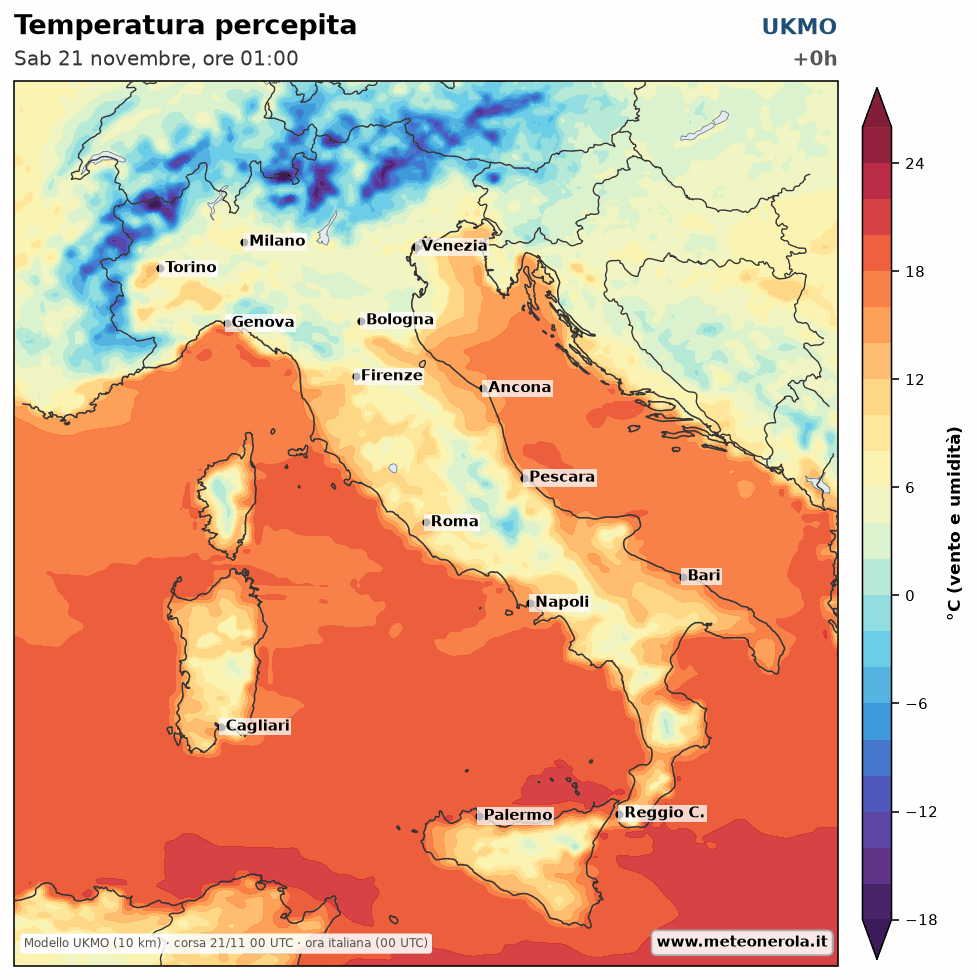 Temperatura percepita
UKMO
Sab 21 novembre, ore 01:00
+0h
Milano
Venezia
Torino
Genova
Bologna
Firenze
Ancona
Pescara
Roma
Bari
Napoli
Cagliari
Palermo
Reggio C.
24
18
12
6
0
−6
−12
−18
°C (vento e umidità)
Modello UKMO (10 km) · corsa 21/11 00 UTC · ora italiana (00 UTC)
www.meteonerola.it